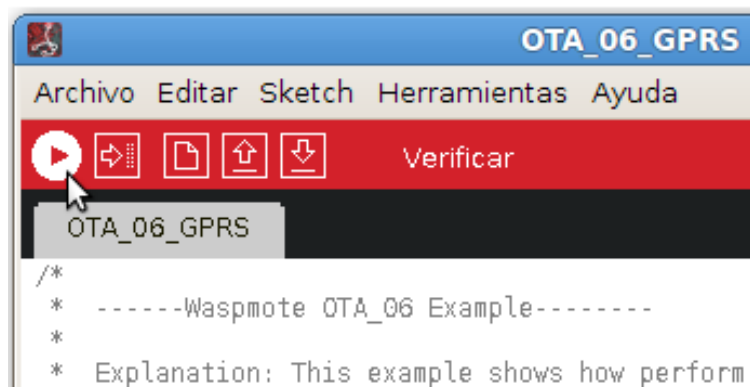 OTA_06_GPRS
Archivo Editar Sketch Herramientas Ayuda
Verificar
OTA_06_GPRS
/*
* ------Waspmote OTA_06 Example--------
*
* Explanation: This example shows how perform